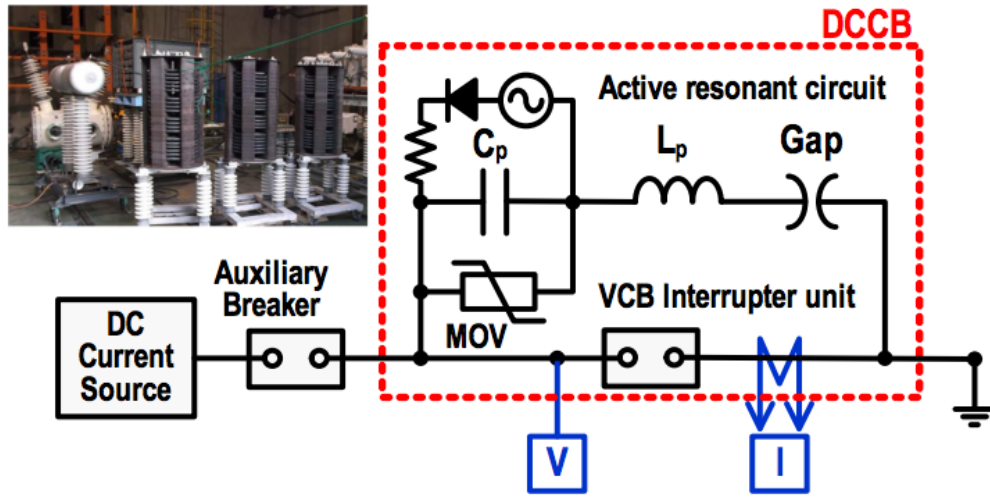 DCCB
Active resonant circuit
Cp
Lp
Gap
Auxiliary
Breaker
VCB Interrupter unit
MOV
DC
Current
Source
V
I